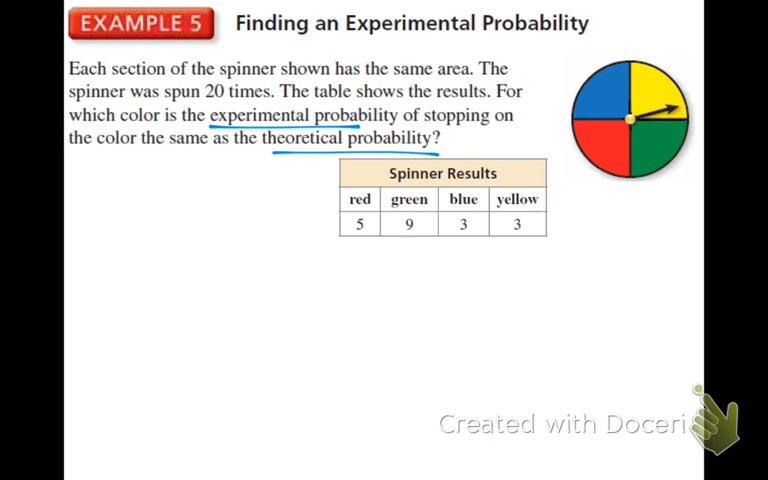 EXAMPLE 5 Finding an Experimental Probability
Each section of the spinner shown has the same area. The
spinner was spun 20 times. The table shows the results. For
which color is the experimental probability of stopping on
the color the same as the theoretical probability?
Spinner Results
red green blue yellow
5 9 3 3
Created with Doceri